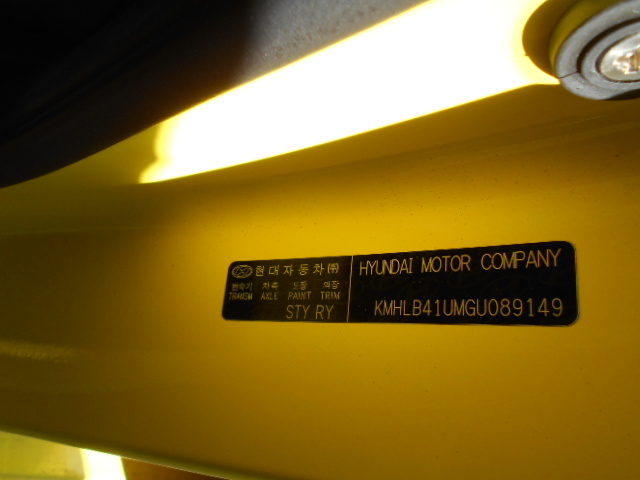 현대자동차㈜
변속기 차축 도장 의장
TRANSM AXLE PAINT TRIM
STY RY
HYUNDAI MOTOR COMPANY
KMHLB41UMGU089149